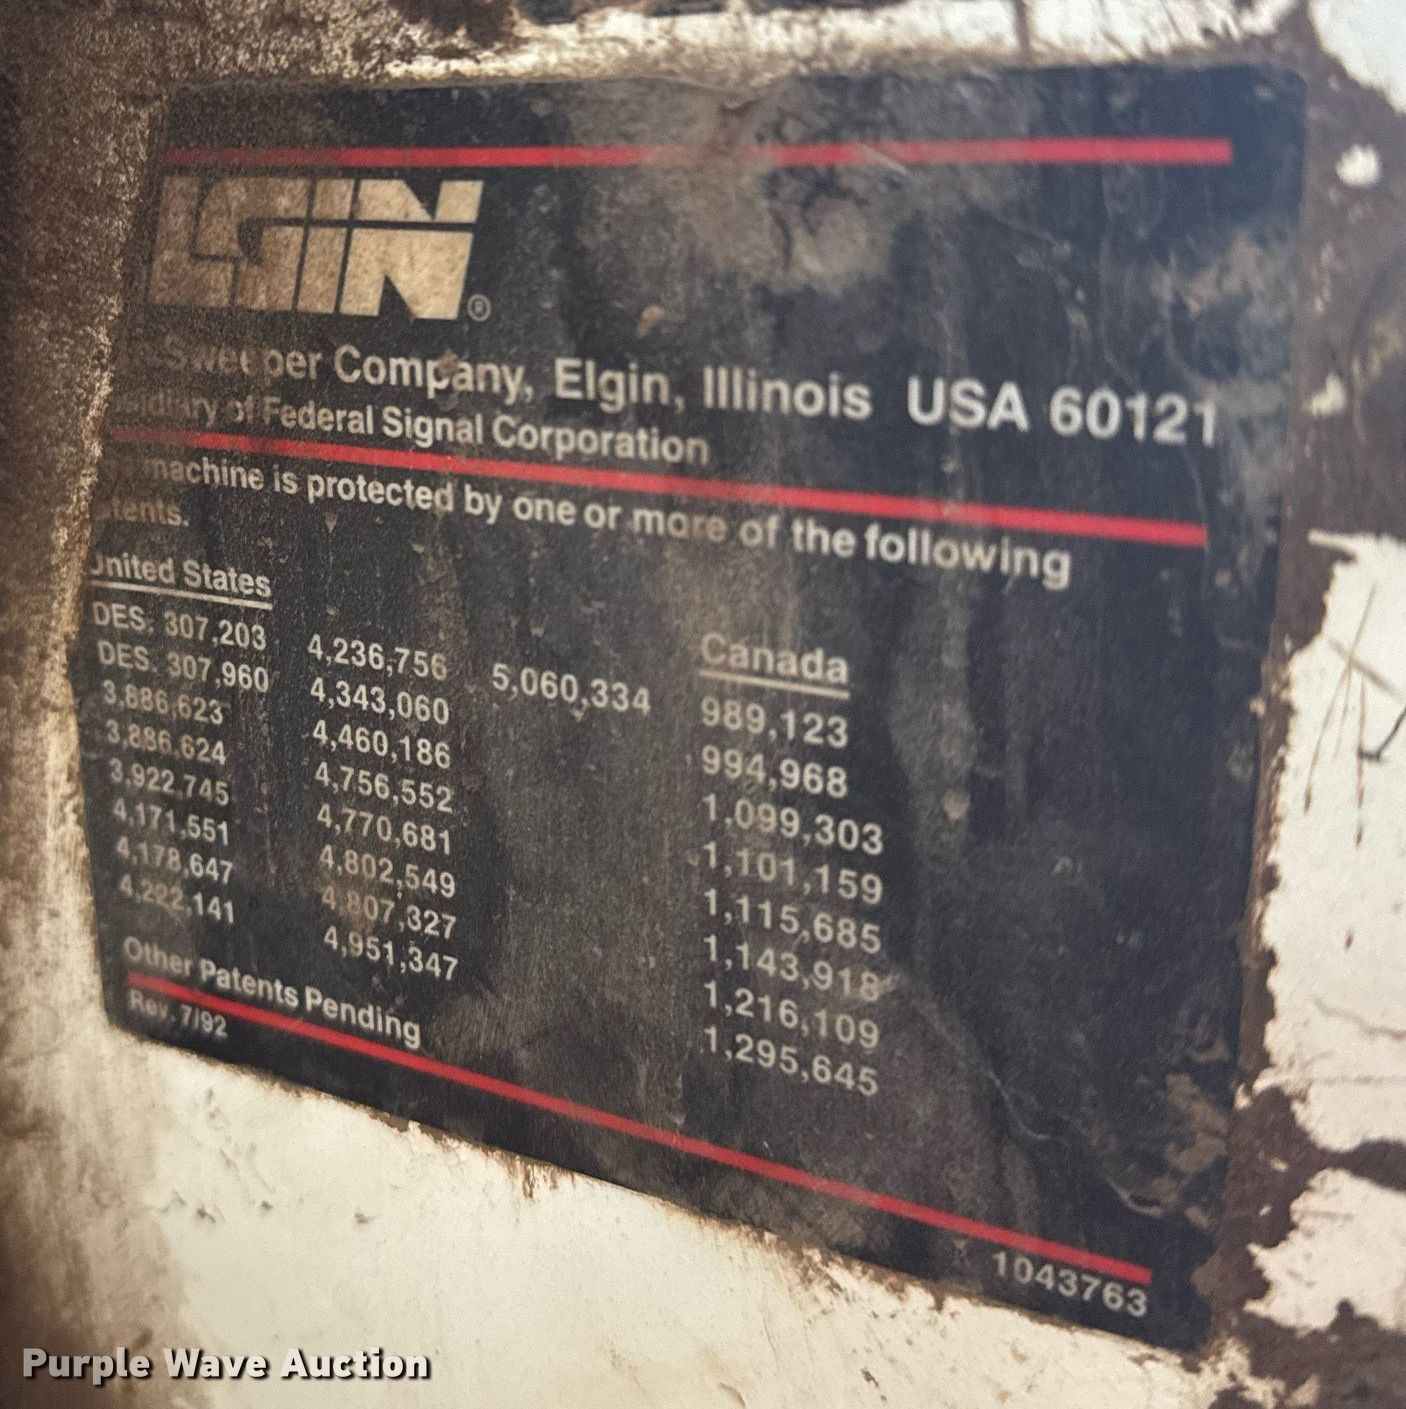 LGIN®
Sweeper Company, Elgin, Illinois USA 60121
of Federal Signal Corporation
machine is protected by one or more of the following
tents.
United States
Canada
DES. 307,203 4,236,756 5,060,334 989,123
DES. 307,960 4,343,060 994,968
3,886,623 4,460,186 1,099,303
3,886,624 4,756,552 1,101,159
3,922,745 4,770,681 1,115,685
4,171,551 4,802,549 1,143,918
4,178,647 4,807,327 1,216,109
4,222,141 4,951,347 1,295,645
Other Patents Pending
Rev. 7/92
1043763
Purple Wave Auction